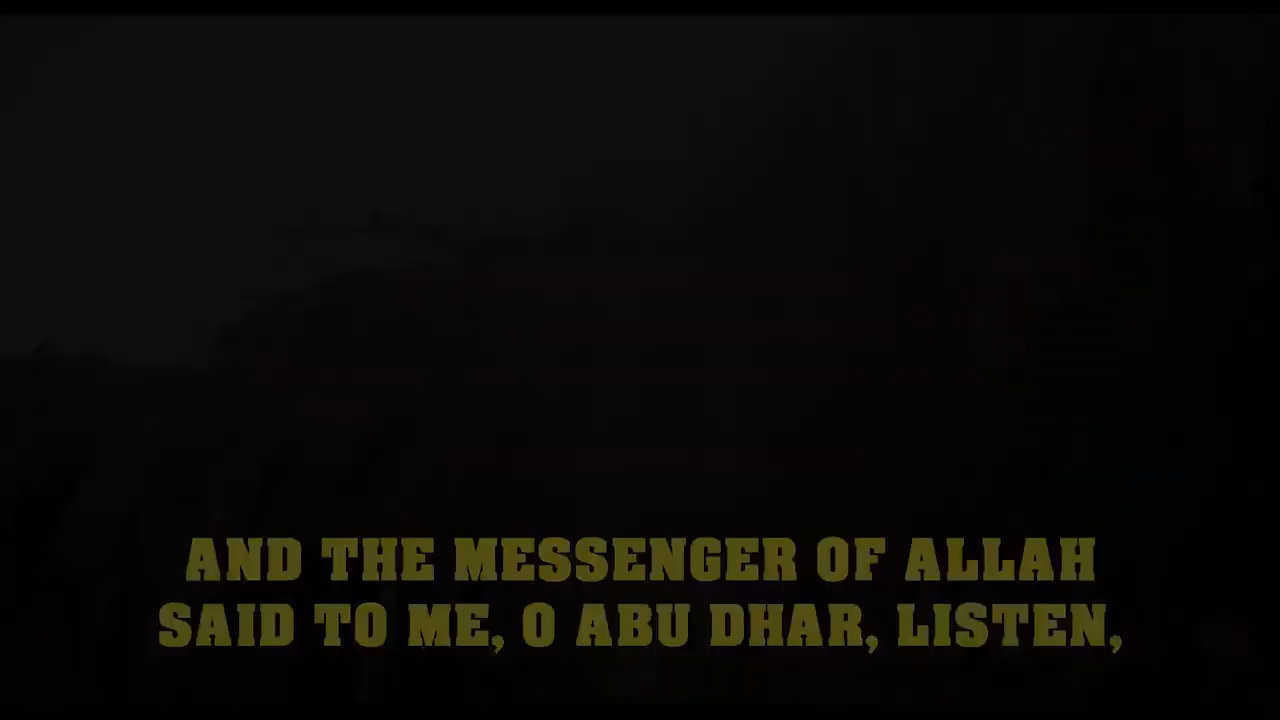 AND THE MESSENGER OF ALLAH
SAID TO ME, O ABU DHAR, LISTEN,